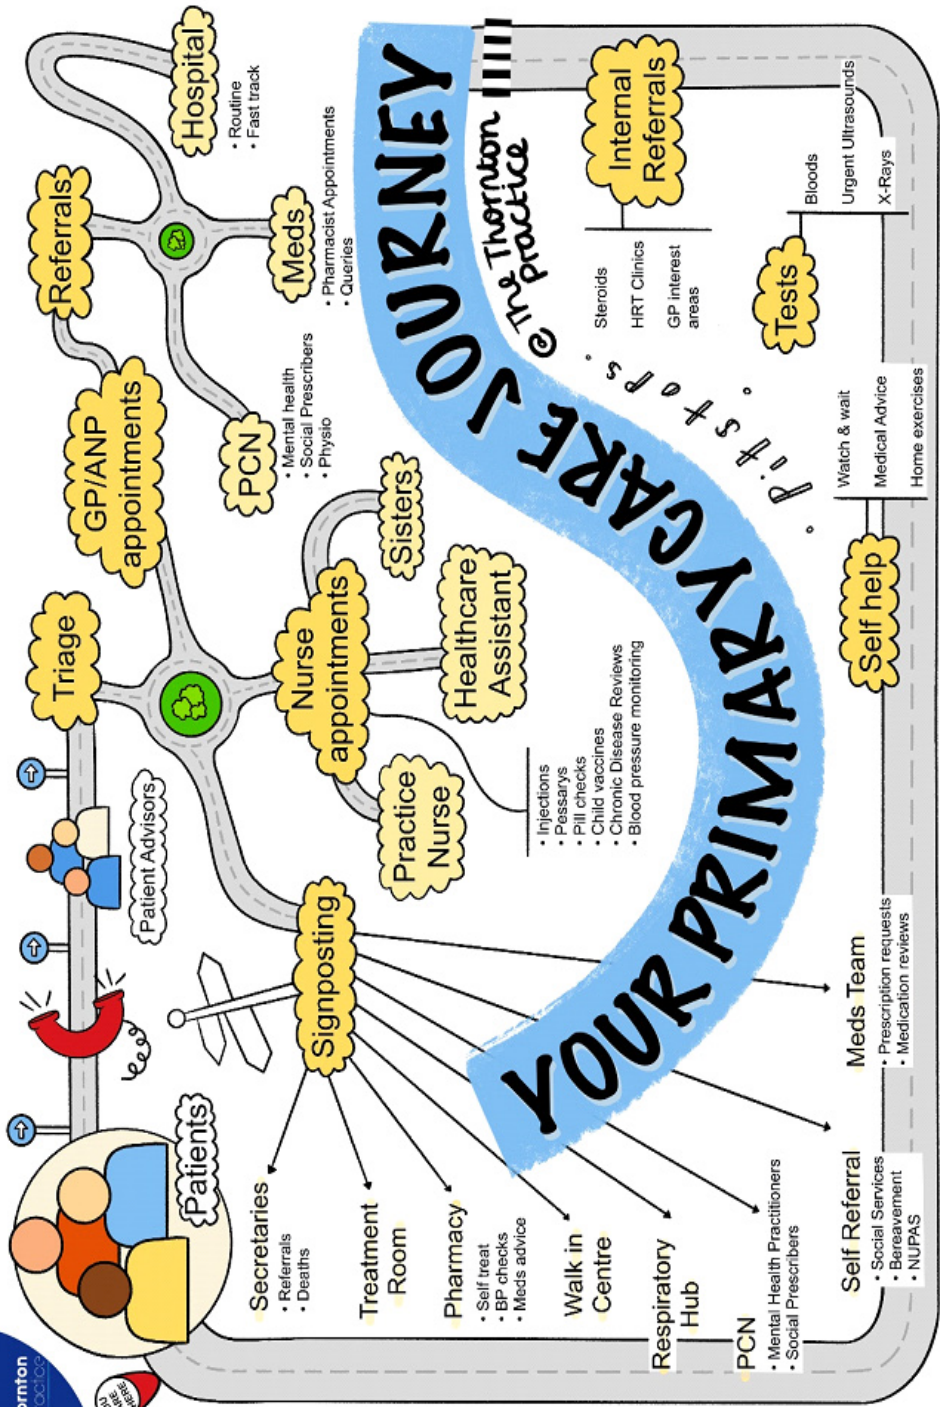 YOU
ARE
HERE
Patients
Patient Advisors
Triage
GP/ANP
appointments
Referrals
Hospital
• Routine
• Fast track
Meds
• Pharmacist Appointments
• Queries
PCN
• Mental health
• Social Prescribers
• Physio
Nurse
appointments
Sisters
Healthcare
Assistant
Practice
Nurse
• Injections
• Pessarys
• Pill checks
• Child vaccines
• Chronic Disease Reviews
• Blood pressure monitoring
Signposting
Secretaries
• Referrals
• Deaths
Treatment
Room
Pharmacy
• Self treat
• BP checks
• Meds advice
Walk in
Centre
Respiratory
Hub
PCN
• Mental Health Practitioners
• Social Prescribers
Self Referral
• Social Services
• Bereavement
• NUPAS
Meds Team
• Prescription requests
• Medication reviews
YOUR PRIMARY CARE JOURNEY
© The Thornton
practice
• Pitstops •
Self help
Watch & wait
Medical Advice
Home exercises
Tests
Bloods
Urgent Ultrasounds
X-Rays
Internal
Referrals
Steroids
HRT Clinics
GP interest
areas